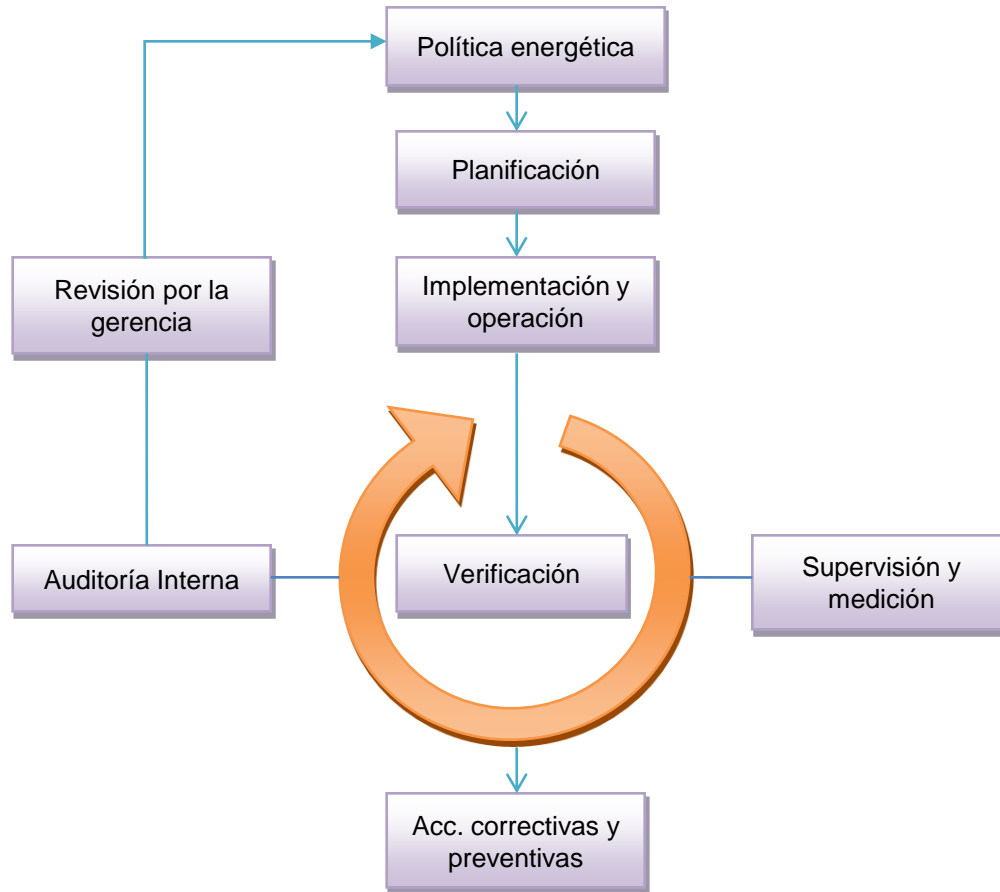 Política energética
Planificación
Revisión por la
gerencia
Implementación y
operación
Auditoría Interna
Verificación
Supervisión y
medición
Acc. correctivas y
preventivas